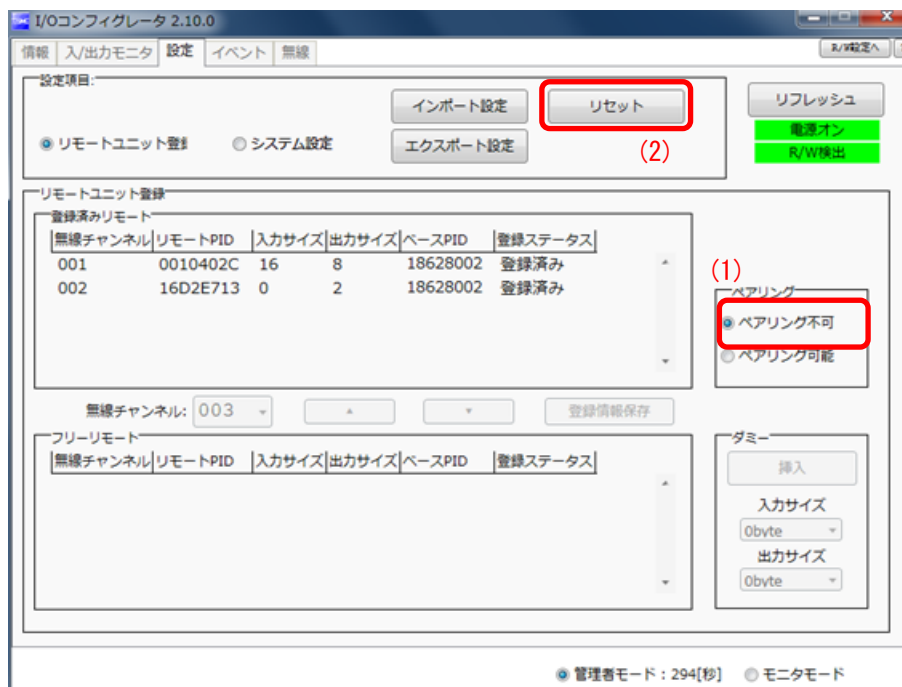 I/Oコンフィグレータ 2.10.0
情報 入/出力モニタ 設定 イベント 無線 R/W設定へ
設定項目:
インポート設定 リセット リフレッシュ
電源オン
リモートユニット登 システム設定 エクスポート設定 (2) R/W検出
リモートユニット登録
登録済みリモート
無線チャンネル リモートPID 入力サイズ 出力サイズ ベースPID 登録ステータス
001 0010402C 16 8 18628002 登録済み
002 16D2E713 0 2 18628002 登録済み
(1)
ペアリング
ペアリング不可
ペアリング可能
無線チャンネル: 003 登録情報保存
フリーリモート
無線チャンネル リモートPID 入力サイズ 出力サイズ ベースPID 登録ステータス
ダミー
挿入
入力サイズ
0byte
出力サイズ
0byte
管理者モード : 294[秒] モニタモード